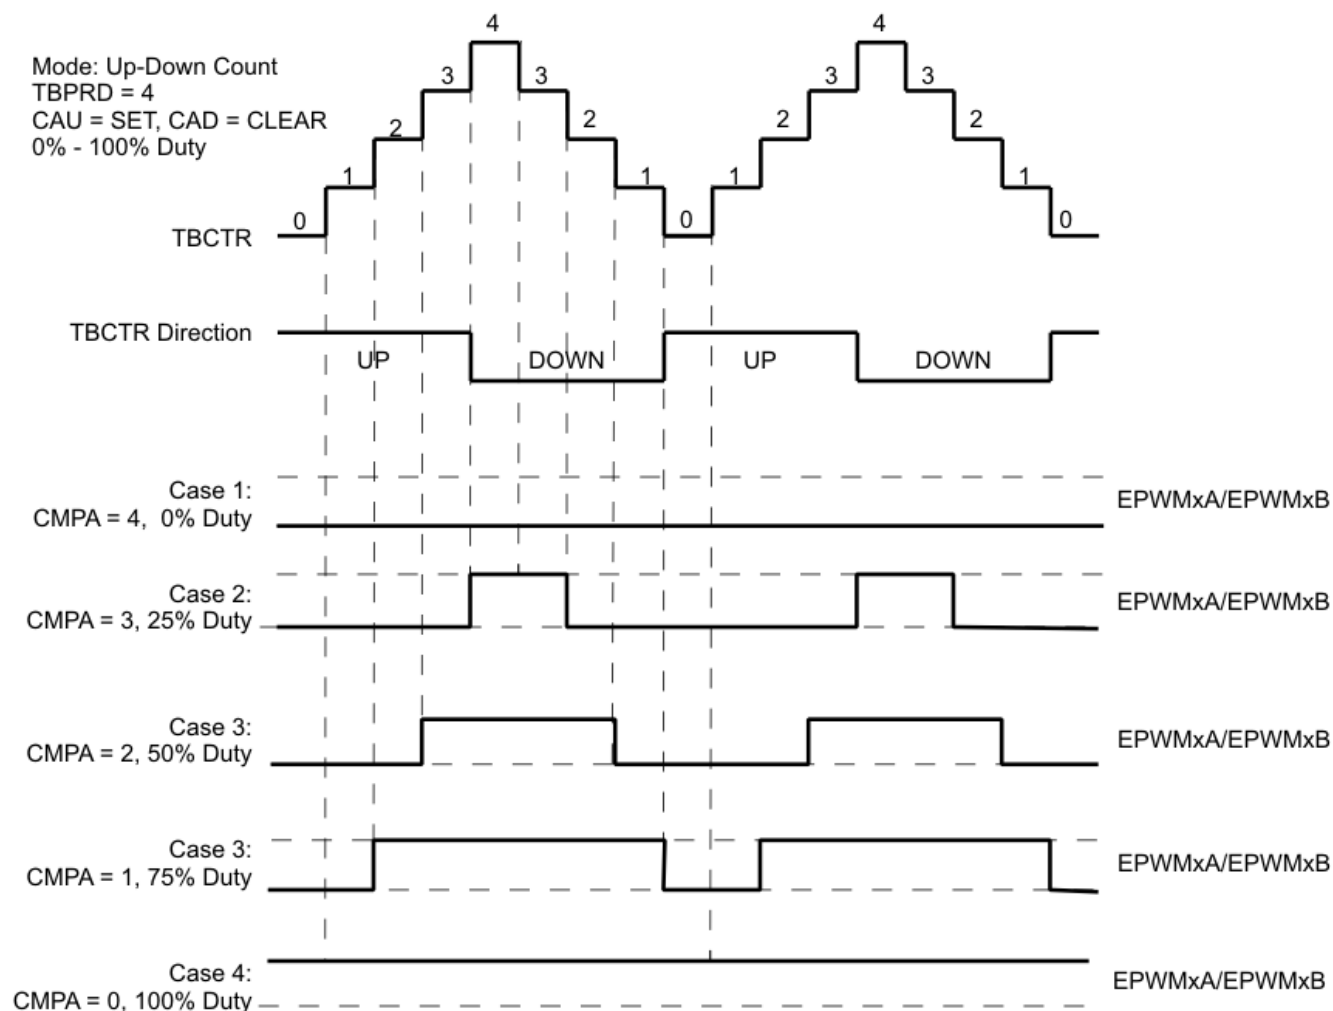 4
4
Mode: Up-Down Count
TBPRD = 4
3
3
3
3
CAU = SET, CAD = CLEAR
2
2
2
2
0% - 100% Duty
1
1
1
1
0
0
0
TBCTR
TBCTR Direction
UP
DOWN
UP
DOWN
Case 1:
CMPA = 4, 0% Duty
EPWMxA/EPWMxB
Case 2:
CMPA = 3, 25% Duty
EPWMxA/EPWMxB
Case 3:
CMPA = 2, 50% Duty
EPWMxA/EPWMxB
Case 3:
CMPA = 1, 75% Duty
EPWMxA/EPWMxB
Case 4:
CMPA = 0, 100% Duty
EPWMxA/EPWMxB